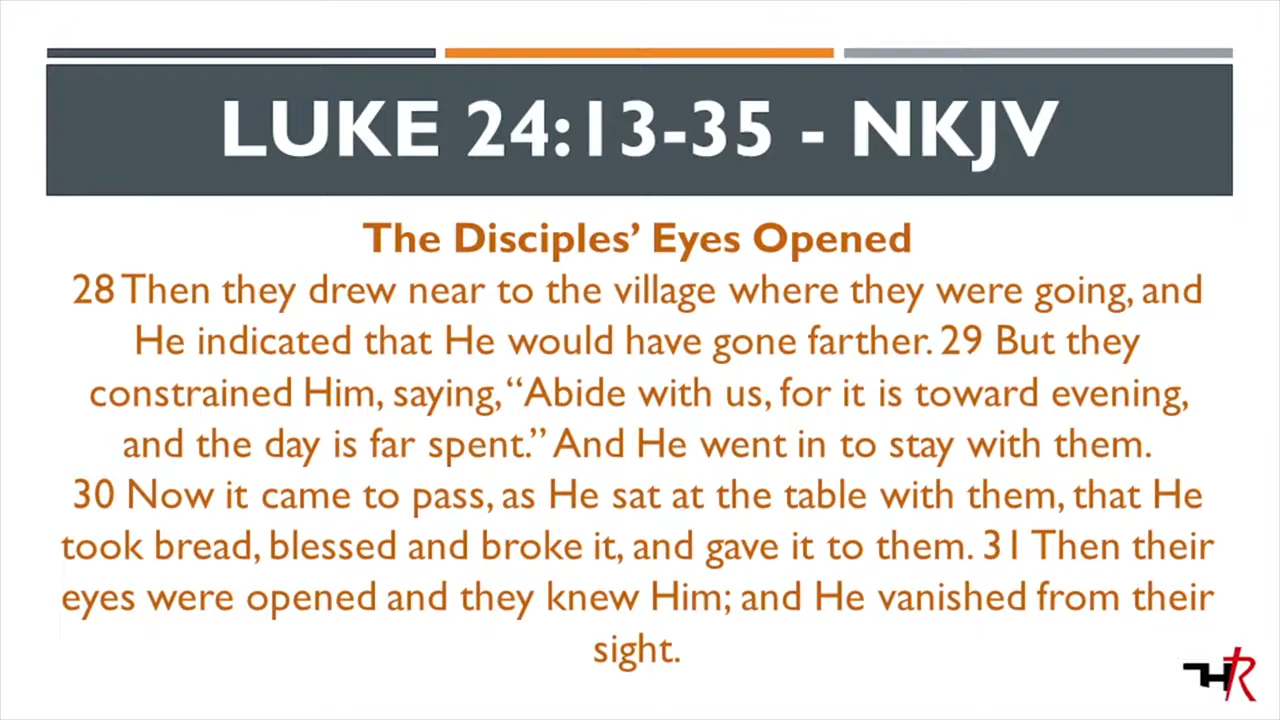 LUKE 24:13-35 - NKJV
The Disciples’ Eyes Opened
28 Then they drew near to the village where they were going, and
He indicated that He would have gone farther. 29 But they
constrained Him, saying, “Abide with us, for it is toward evening,
and the day is far spent.” And He went in to stay with them.
30 Now it came to pass, as He sat at the table with them, that He
took bread, blessed and broke it, and gave it to them. 31 Then their
eyes were opened and they knew Him; and He vanished from their
sight.